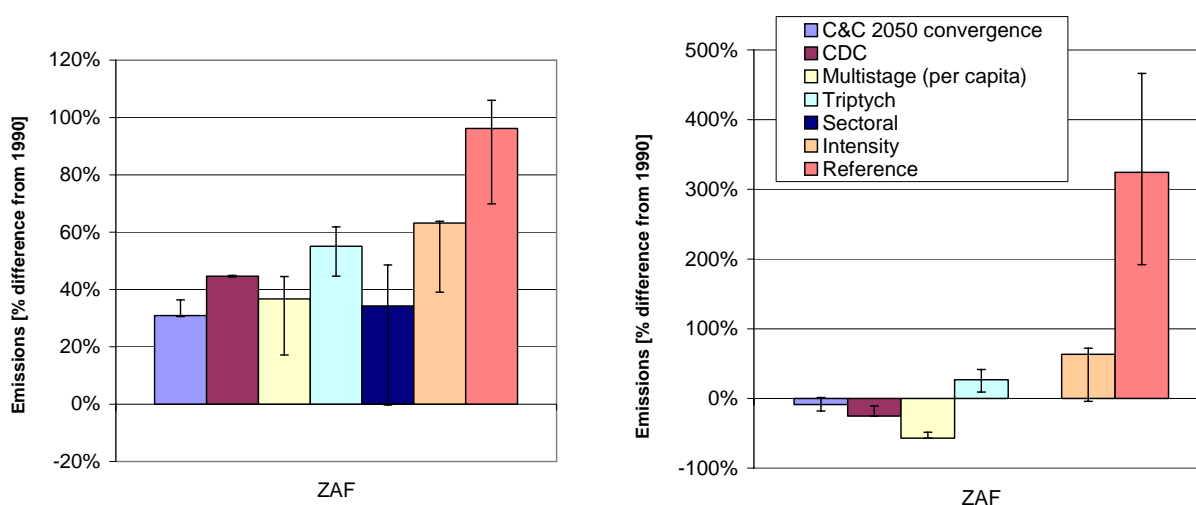 Emissions [% difference from 1990]
120%
100%
80%
60%
40%
20%
0%
-20%
ZAF
Emissions [% difference from 1990]
500%
400%
300%
200%
100%
0%
-100%
C&C 2050 convergence
CDC
Multistage (per capita)
Triptych
Sectoral
Intensity
Reference
ZAF